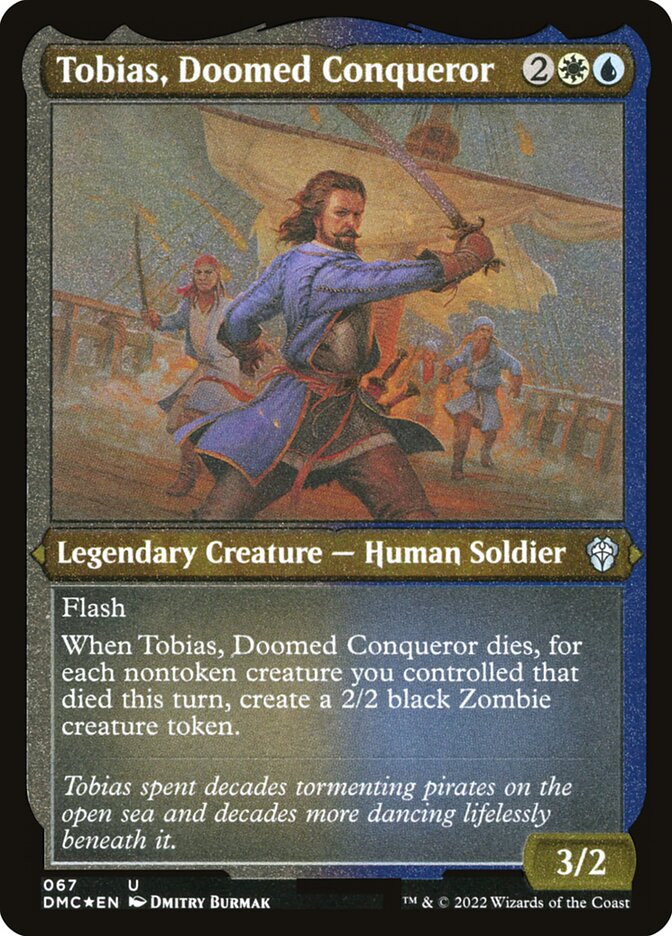 Tobias, Doomed Conqueror 2
Legendary Creature — Human Soldier
Flash
When Tobias, Doomed Conqueror dies, for
each nontoken creature you controlled that
died this turn, create a 2/2 black Zombie
creature token.
Tobias spent decades tormenting pirates on the
open sea and decades more dancing lifelessly
beneath it.
3/2
067 U
DMC★EN Dmitry Burmak ™ & © 2022 Wizards of the Coast